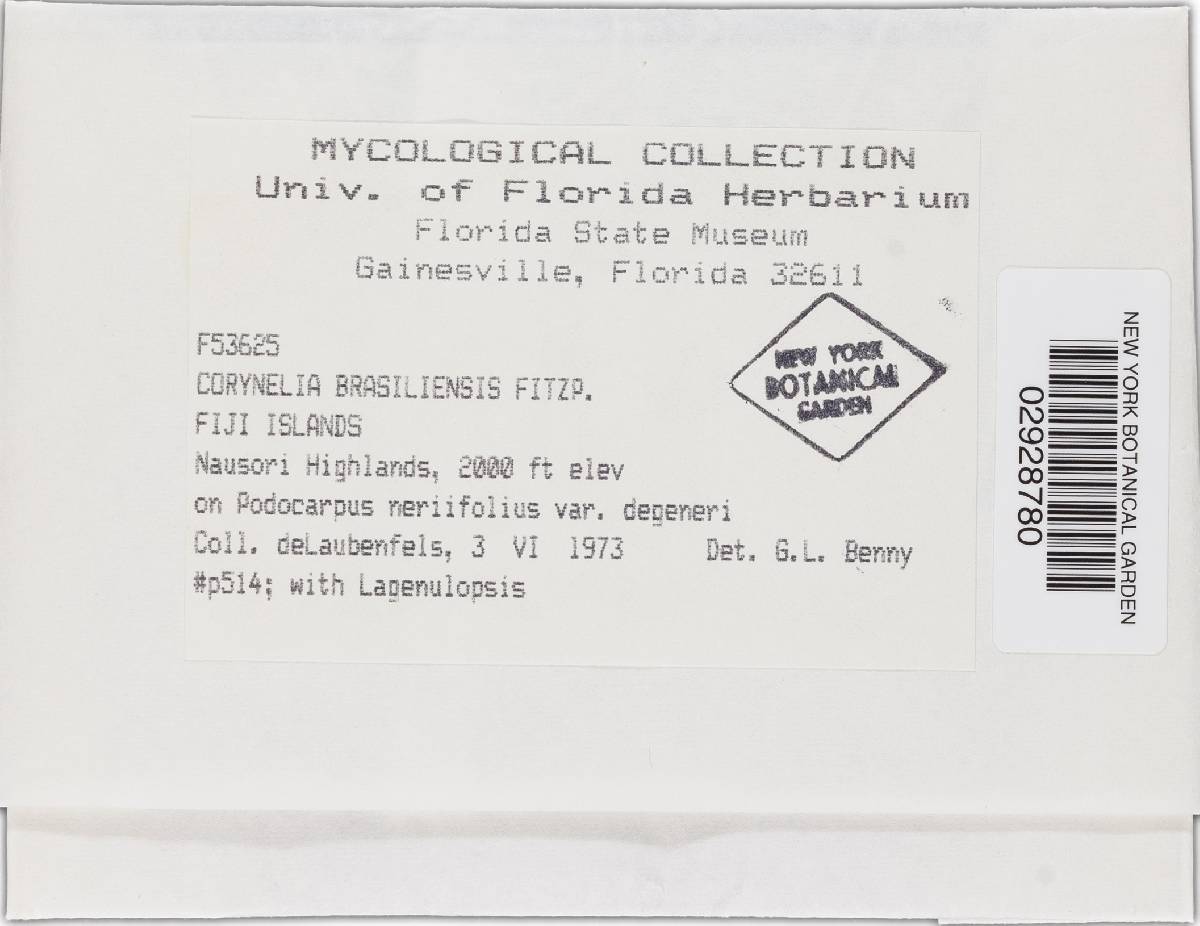 MYCOLOGICAL COLLECTION
Univ. of Florida Herbarium
Florida State Museum
Gainesville, Florida 32611
F53625
CORYNELIA BRASILIENSIS FITZP.
FIJI ISLANDS
Nausori Highlands, 2000 ft elev
on Podocarpus neriifolius var. degeneri
Coll. deLaubenfels, 3 VI 1973 Det. G.L. Benny
#p514; with Lagenulopsis
NEW YORK
BOTANICAL
GARDEN
NEW YORK BOTANICAL GARDEN
02928780